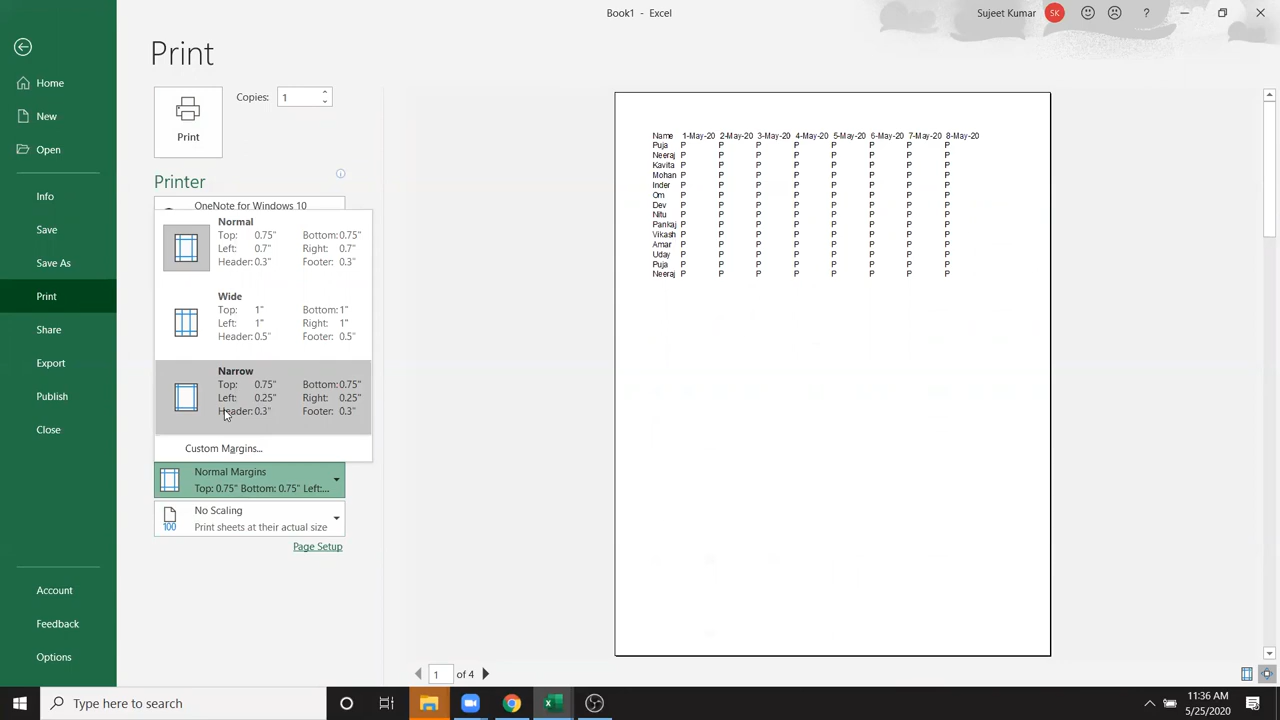 Book1 - Excel
Sujeet Kumar
SK
?
Print
Home
New
Open
Info
Save
Save As
Print
Share
Export
Publish
Close
Account
Feedback
Options
Print
Copies: 1
Printer
OneNote for Windows 10
Normal
Top: 0.75" Bottom: 0.75"
Left: 0.7" Right: 0.7"
Header: 0.3" Footer: 0.3"
Wide
Top: 1" Bottom: 1"
Left: 1" Right: 1"
Header: 0.5" Footer: 0.5"
Narrow
Top: 0.75" Bottom: 0.75"
Left: 0.25" Right: 0.25"
Header: 0.3" Footer: 0.3"
Custom Margins...
Normal Margins
Top: 0.75" Bottom: 0.75" Left:...
No Scaling
100
Print sheets at their actual size
Page Setup
Name 1-May-20 2-May-20 3-May-20 4-May-20 5-May-20 6-May-20 7-May-20 8-May-20
Puja P P P P P P P P
Neeraj P P P P P P P P
Kavita P P P P P P P P
Mohan P P P P P P P P
Inder P P P P P P P P
Om P P P P P P P P
Dev P P P P P P P P
Nitu P P P P P P P P
Pankaj P P P P P P P P
Vikash P P P P P P P P
Amar P P P P P P P P
Uday P P P P P P P P
Puja P P P P P P P P
Neeraj P P P P P P P P
1 of 4
Type here to search
11:36 AM
5/25/2020